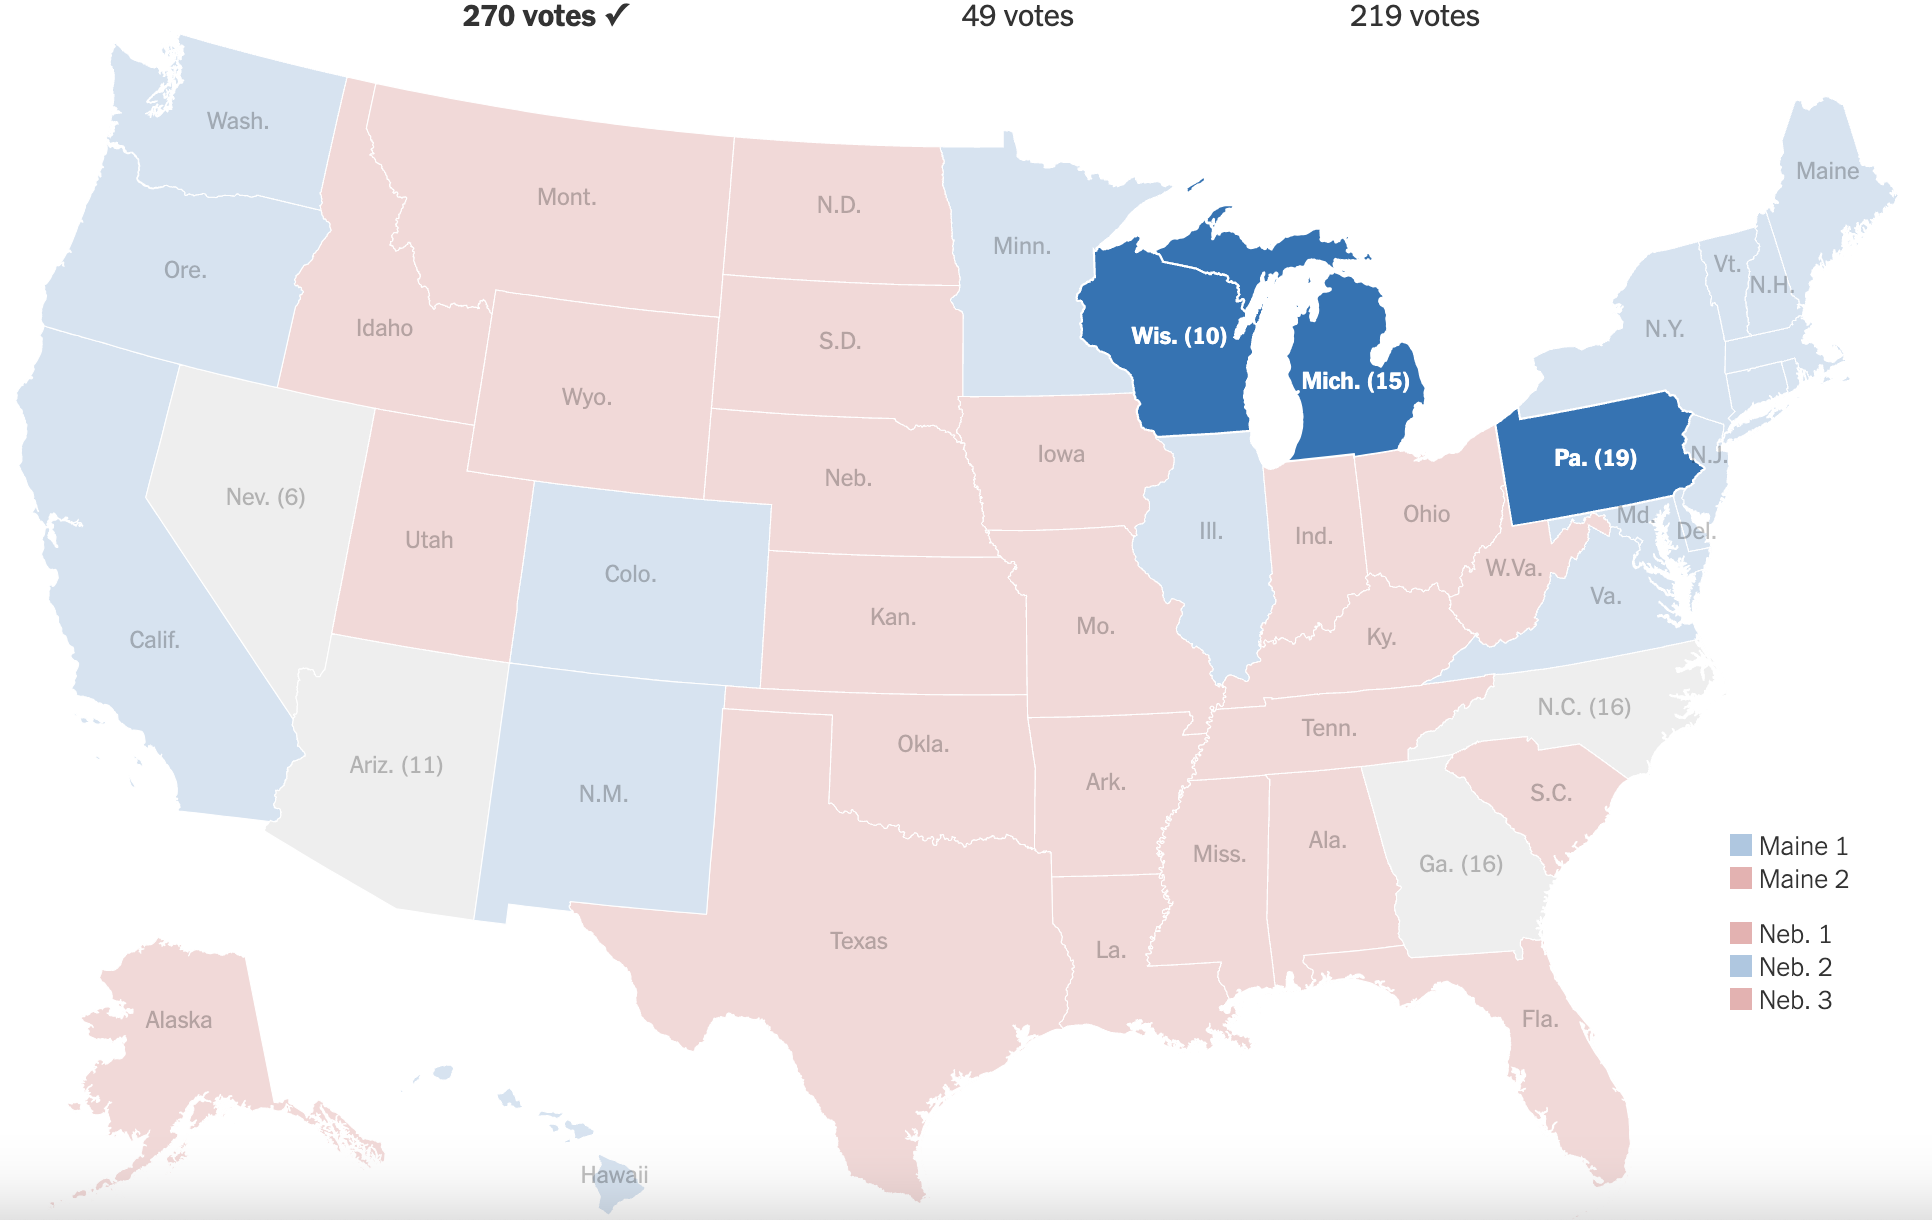 270 votes ✓
49 votes
219 votes
Wash.
Maine
Mont.
N.D.
Minn.
Vt.
Ore.
N.H.
Idaho
S.D.
Wis. (10)
N.Y.
Mich. (15)
Wyo.
Iowa
Pa. (19)
N.J.
Neb.
Nev. (6)
Ohio
Md.
Ill.
Ind.
Del.
Utah
Colo.
W.Va.
Va.
Kan.
Mo.
Ky.
Calif.
N.C. (16)
Tenn.
Okla.
Ariz. (11)
N.M.
Ark.
S.C.
Ala.
Miss.
Ga. (16)
Maine 1
Maine 2
Texas
La.
Neb. 1
Neb. 2
Neb. 3
Alaska
Fla.
Hawaii